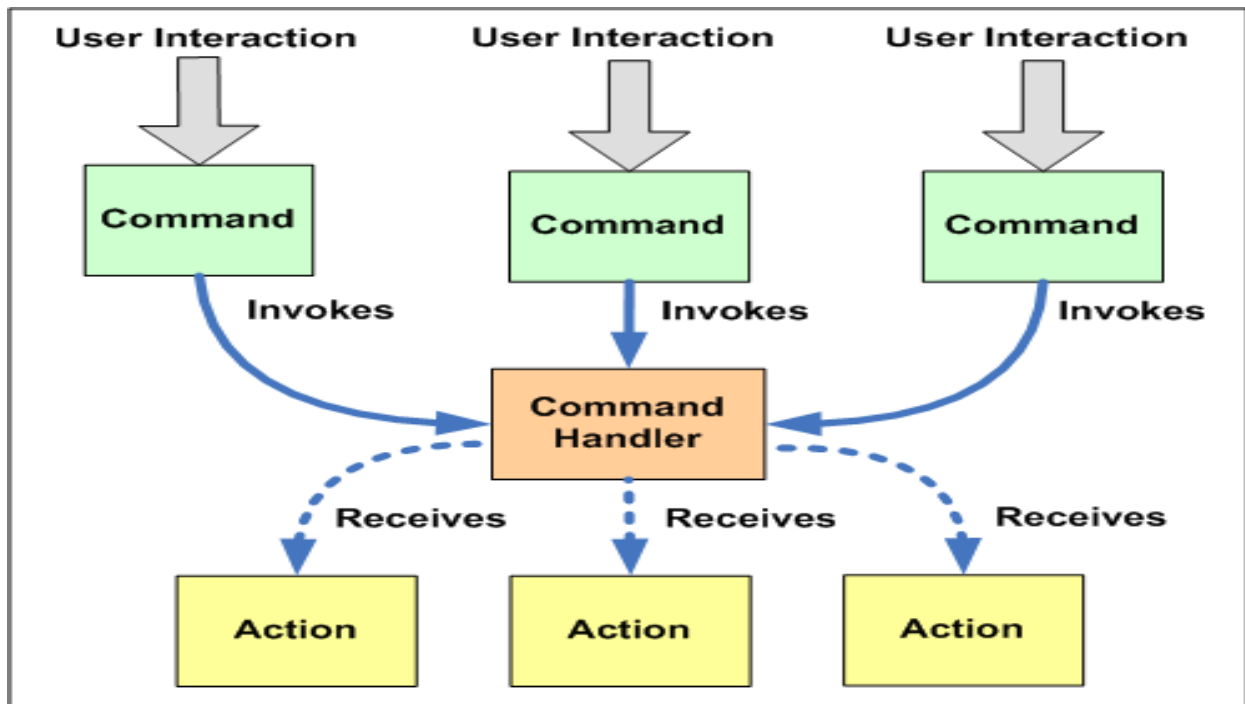 User Interaction
User Interaction
User Interaction
Command
Command
Command
Invokes
Invokes
Invokes
Command
Handler
Receives
Receives
Receives
Action
Action
Action